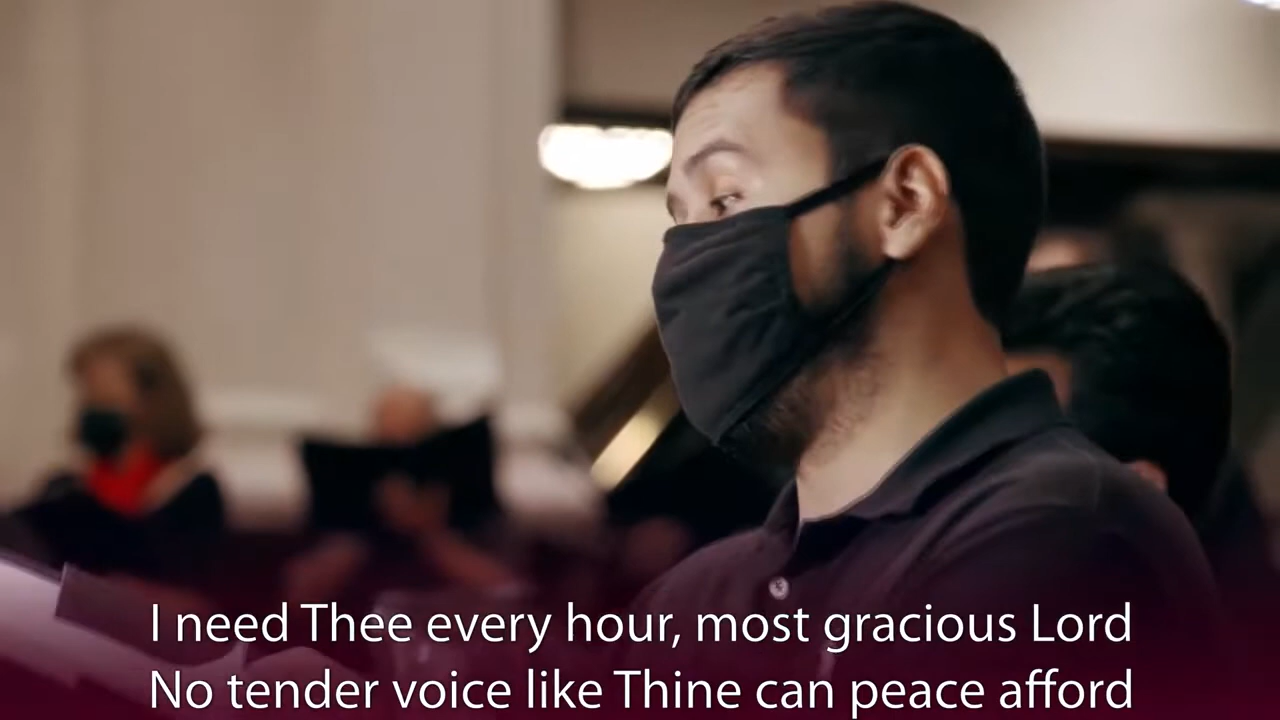 I need Thee every hour, most gracious Lord
No tender voice like Thine can peace afford